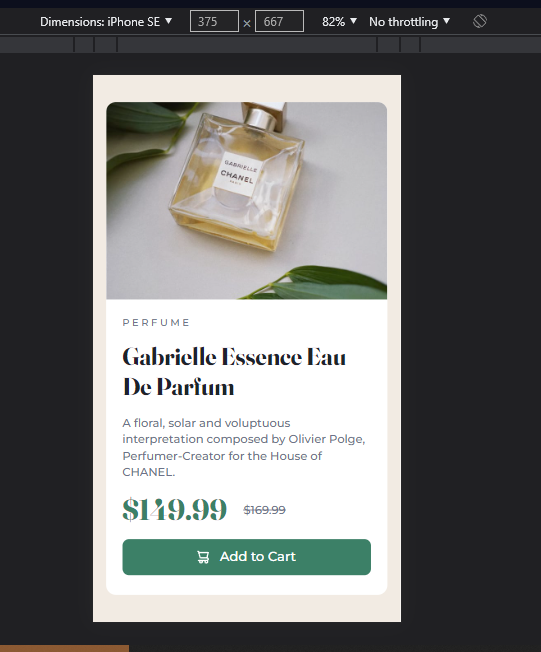 Dimensions: iPhone SE ▼ 375 × 667 82% ▼ No throttling ▼
GABRIELLE
CHANEL
PARIS
PERFUME
Gabrielle Essence Eau
De Parfum
A floral, solar and voluptuous
interpretation composed by Olivier Polge,
Perfumer-Creator for the House of
CHANEL.
$149.99 $169.99
Add to Cart